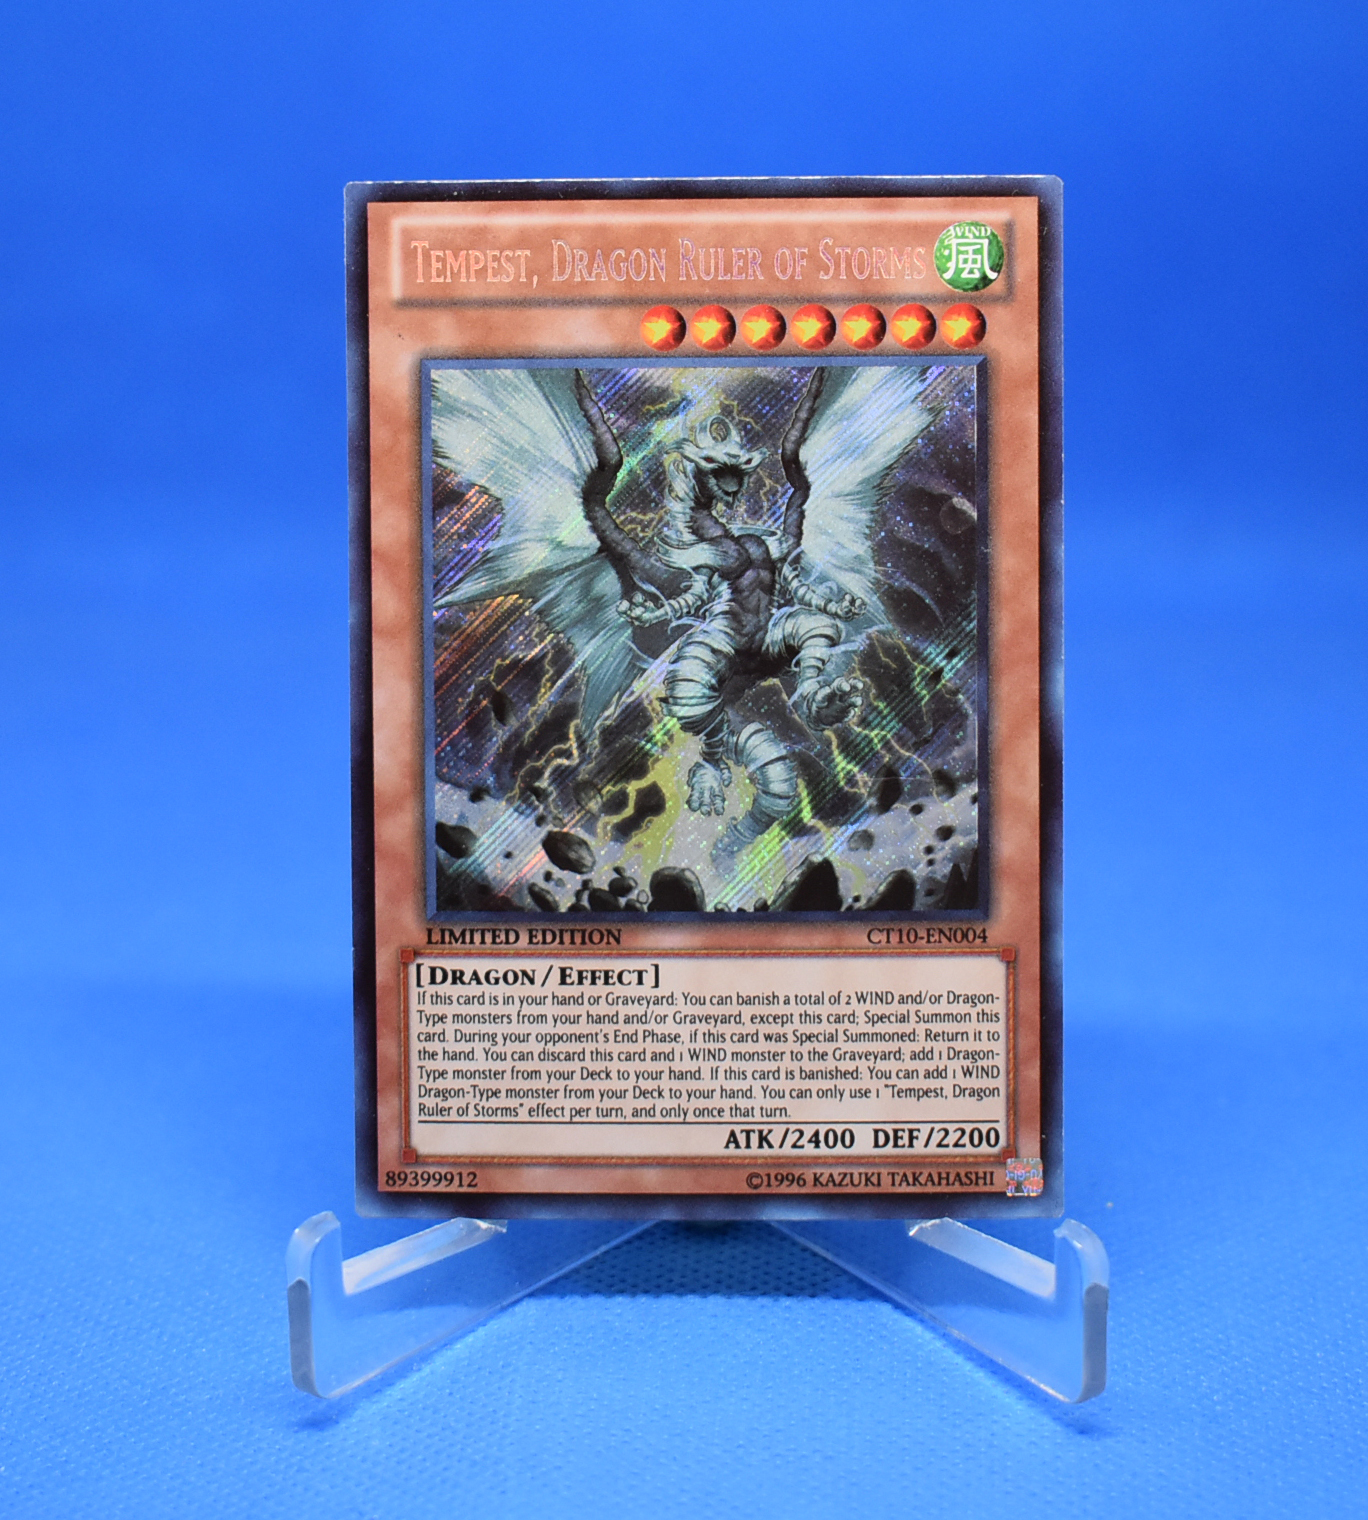 TEMPEST, DRAGON RULER OF STORMS
WIND
風
LIMITED EDITION
CT10-EN004
[DRAGON/EFFECT]
If this card is in your hand or Graveyard: You can banish a total of 2 WIND and/or Dragon-
Type monsters from your hand and/or Graveyard, except this card; Special Summon this
card. During your opponent's End Phase, if this card was Special Summoned: Return it to
the hand. You can discard this card and 1 WIND monster to the Graveyard; add 1 Dragon-
Type monster from your Deck to your hand. If this card is banished: You can add 1 WIND
Dragon-Type monster from your Deck to your hand. You can only use 1 "Tempest, Dragon
Ruler of Storms" effect per turn, and only once that turn.
ATK/2400 DEF/2200
89399912
©1996 KAZUKI TAKAHASHI